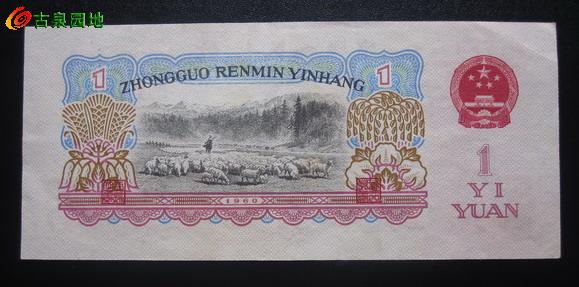 古泉园地
1
ZHONGGUO RENMIN YINHANG
1
1960
1
YI
YUAN